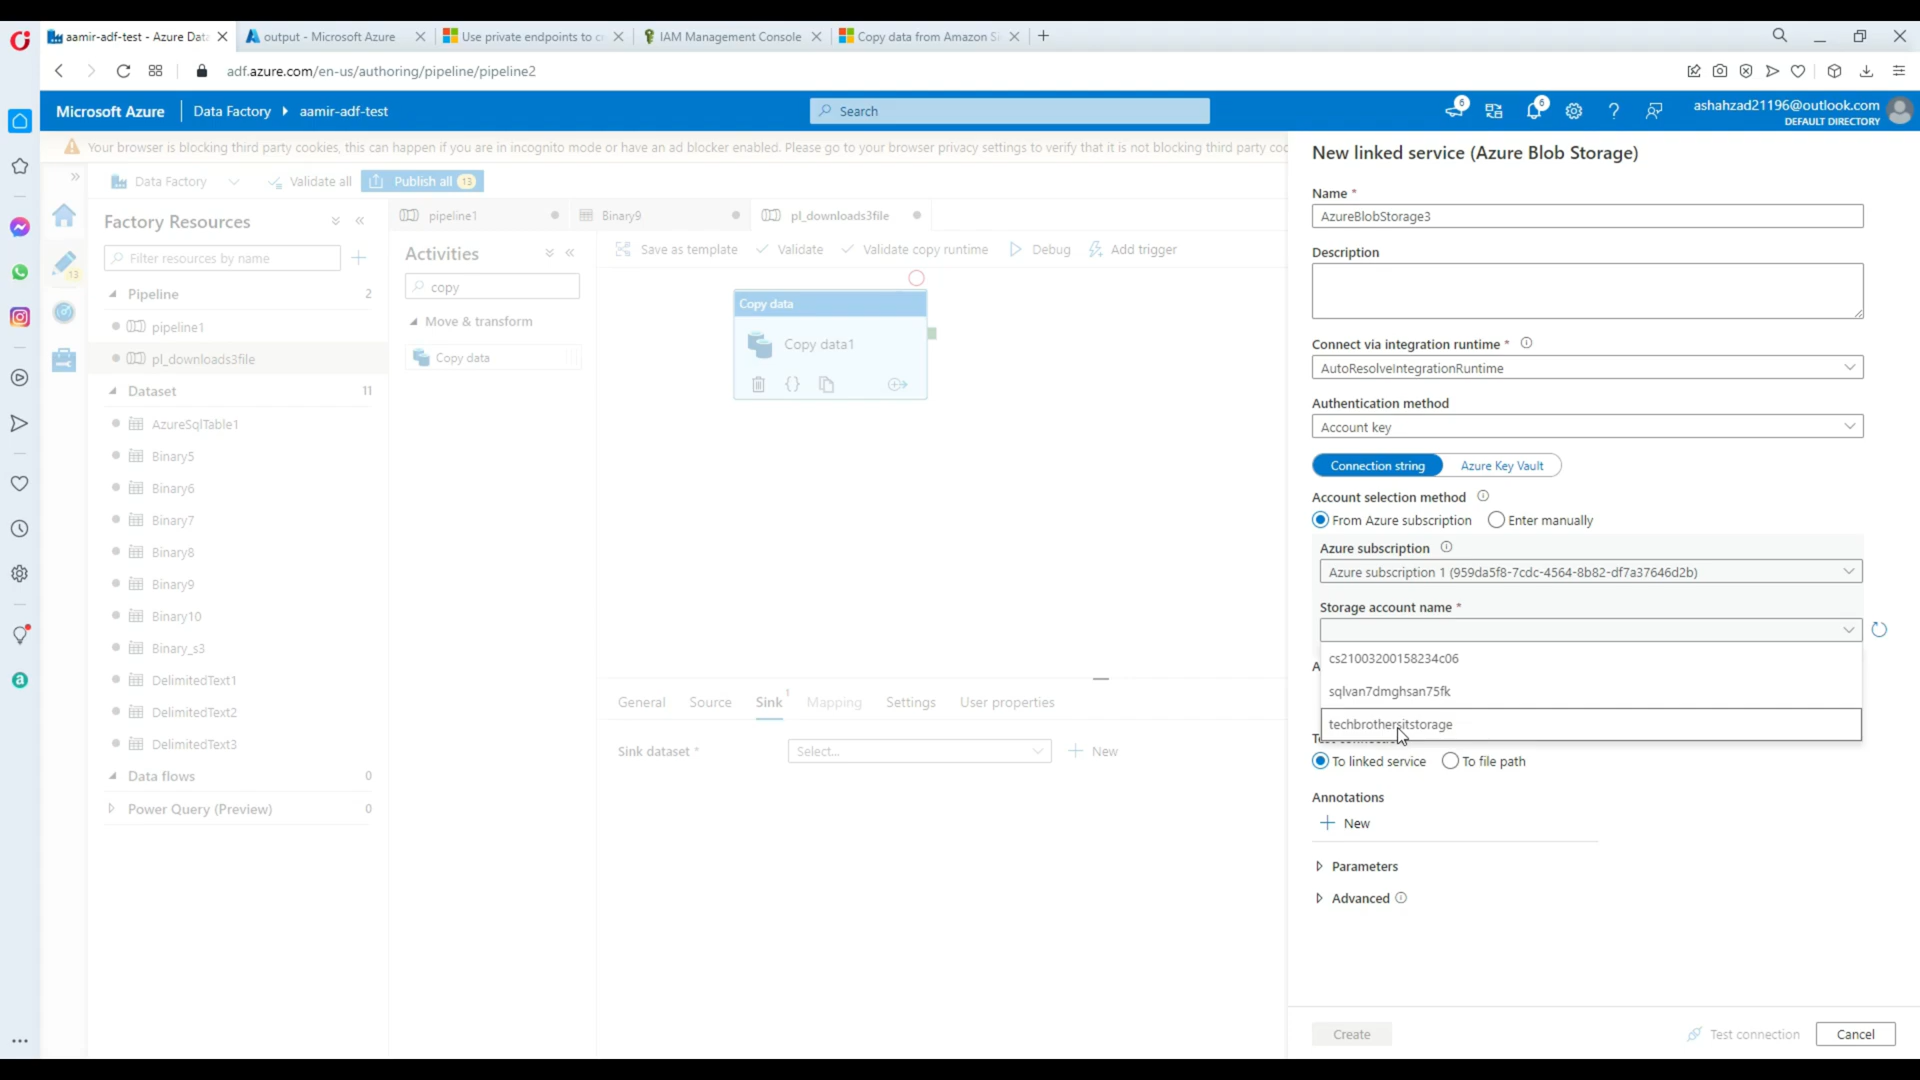 aamir-adf-test - Azure Data
output - Microsoft Azure
Use private endpoints to c
IAM Management Console
Copy data from Amazon S
adf.azure.com/en-us/authoring/pipeline/pipeline2
Microsoft Azure
Data Factory
aamir-adf-test
Search
6
6
ashahzad21196@outlook.com
DEFAULT DIRECTORY
Your browser is blocking third party cookies, this can happen if you are in incognito mode or have an ad blocker enabled. Please go to your browser privacy settings to verify that it is not blocking third party
Data Factory
Validate all
Publish all 13
13
Factory Resources
Filter resources by name
Pipeline 2
pipeline1
pl_downloads3file
Dataset 11
AzureSqlTable1
Binary5
Binary6
Binary7
Binary8
Binary9
Binary10
Binary_s3
DelimitedText1
DelimitedText2
DelimitedText3
Data flows 0
Power Query (Preview) 0
pipeline1
Binary9
pl_downloads3file
Activities
copy
Move & transform
Copy data
Save as template
Validate
Validate copy runtime
Debug
Add trigger
Copy data
Copy data1
General
Source
Sink 1
Mapping
Settings
User properties
Sink dataset *
Select...
New
New linked service (Azure Blob Storage)
Name *
AzureBlobStorage3
Description
Connect via integration runtime *
AutoResolveIntegrationRuntime
Authentication method
Account key
Connection string
Azure Key Vault
Account selection method
From Azure subscription
Enter manually
Azure subscription
Azure subscription 1 (959da5f8-7cdc-4564-8b82-df7a37646d2b)
Storage account name *
cs21003200158234c06
sqlvan7dmghsan75fk
techbrothersitstorage
To linked service
To file path
Annotations
New
Parameters
Advanced
Create
Test connection
Cancel